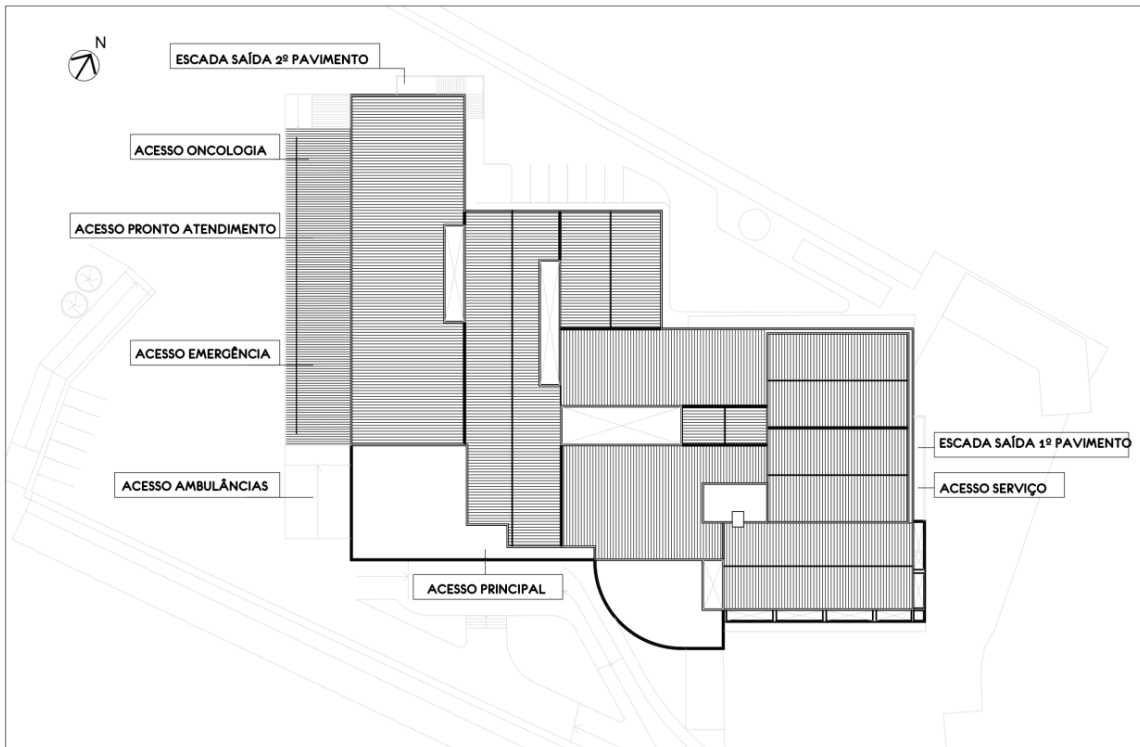 N
ESCADA SAÍDA 2º PAVIMENTO
ACESSO ONCOLOGIA
ACESSO PRONTO ATENDIMENTO
ACESSO EMERGÊNCIA
ESCADA SAÍDA 1º PAVIMENTO
ACESSO AMBULÂNCIAS
ACESSO SERVIÇO
ACESSO PRINCIPAL